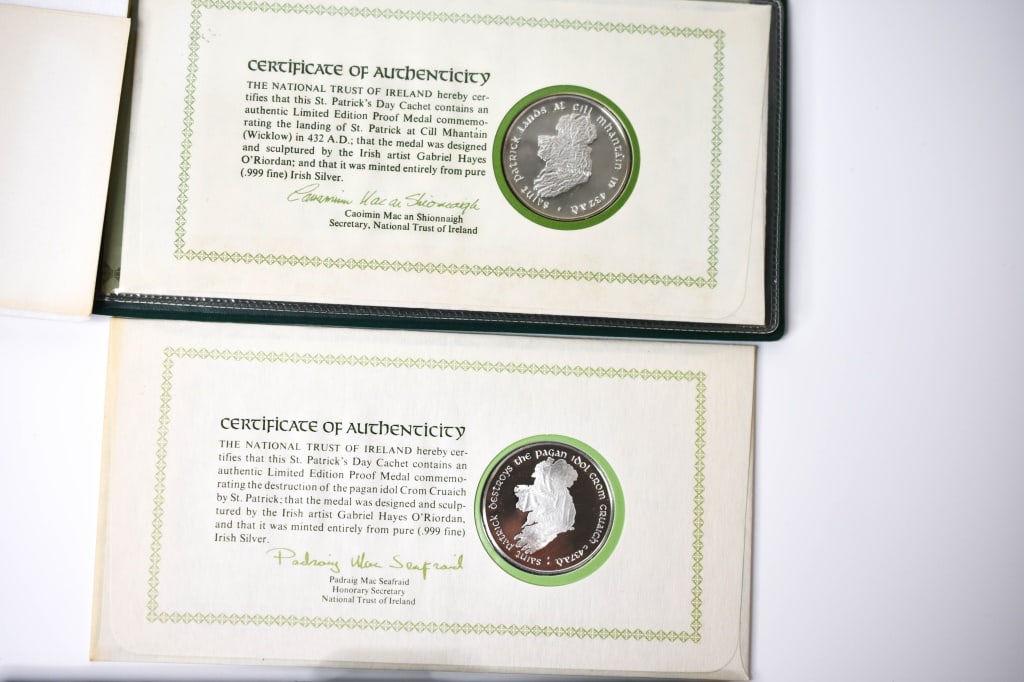 CERTIFICATE OF AUTHENTICITY
THE NATIONAL TRUST OF IRELAND hereby cer-
tifies that this St. Patrick's Day Cachet contains an
authentic Limited Edition Proof Medal commemo-
rating the landing of St. Patrick at Cill Mhantáin
(Wicklow) in 432 A.D.; that the medal was designed
and sculptured by the Irish artist Gabriel Hayes
O'Riordan; and that it was minted entirely from pure
(.999 fine) Irish Silver.
Caoimin Mac an Shionnaigh
Caoimin Mac an Shionnaigh
Secretary, National Trust of Ireland
saint patrick lands at cill mhantáin in 432ad
CERTIFICATE OF AUTHENTICITY
THE NATIONAL TRUST OF IRELAND hereby cer-
tifies that this St. Patrick's Day Cachet contains an
authentic Limited Edition Proof Medal commemo-
rating the destruction of the pagan idol Crom Cruaich
by St. Patrick; that the medal was designed and sculp-
tured by the Irish artist Gabriel Hayes O'Riordan,
and that it was minted entirely from pure (.999 fine)
Irish Silver.
Padraig Mac Seafraid
Padraig Mac Seafraid
Honorary Secretary
National Trust of Ireland
saint patrick destroys the pagan idol crom cruaich c437ad